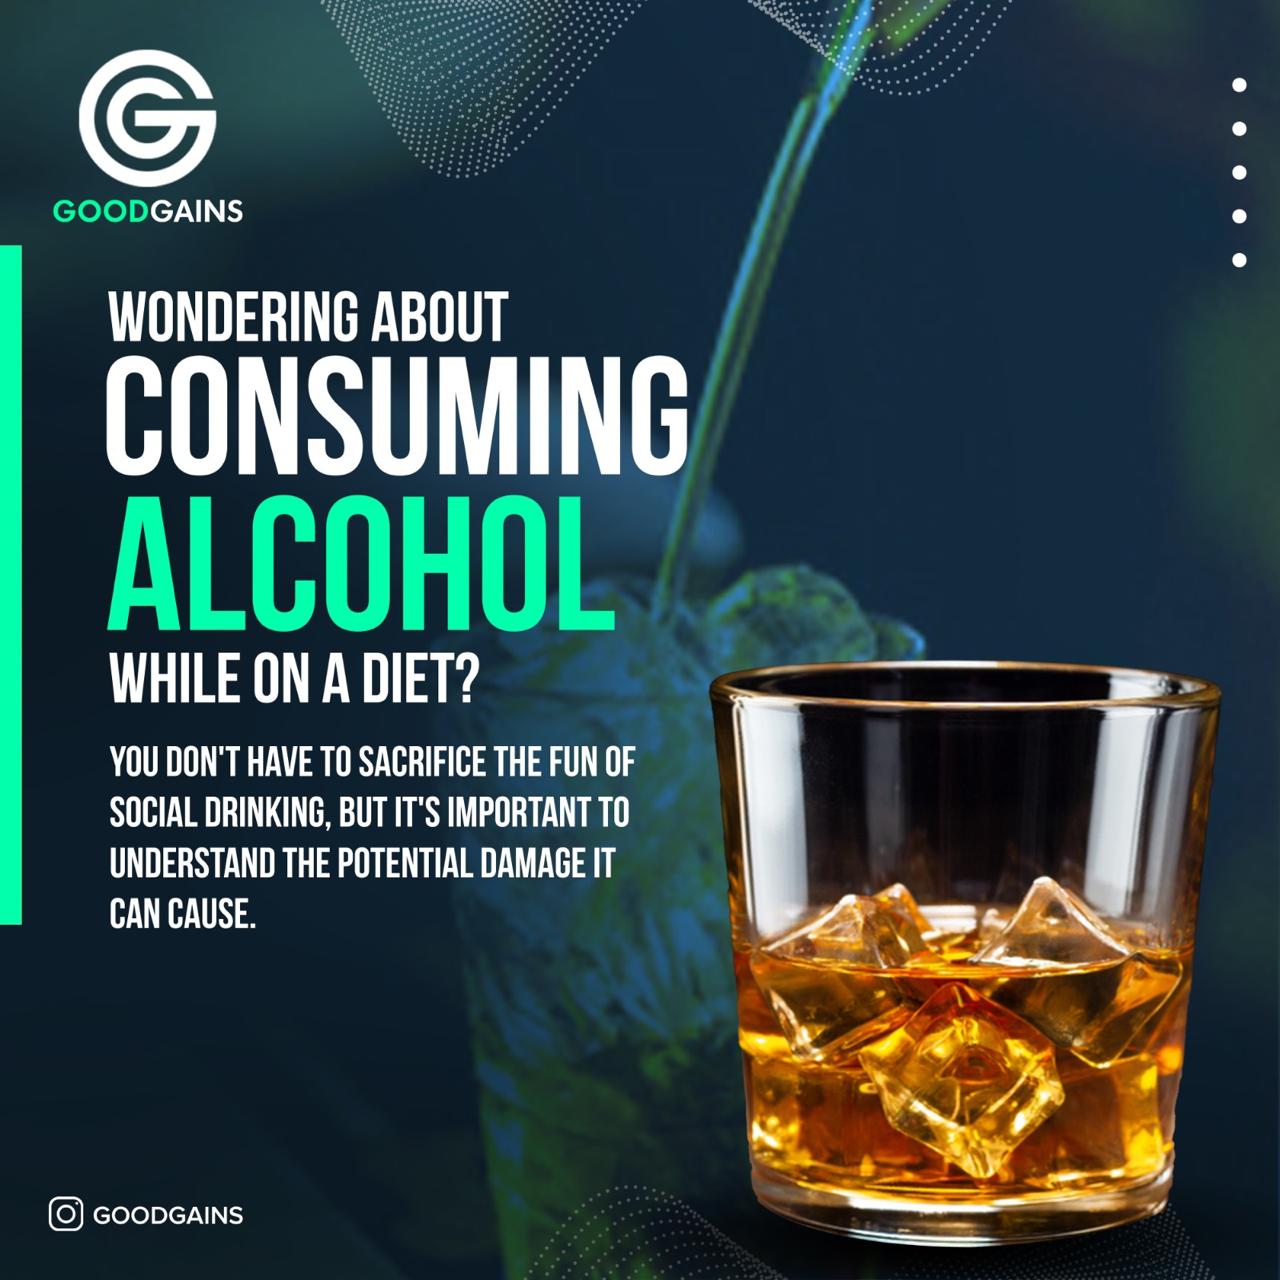 GOODGAINS
WONDERING ABOUT
CONSUMING
ALCOHOL
WHILE ON A DIET?
YOU DON'T HAVE TO SACRIFICE THE FUN OF
SOCIAL DRINKING, BUT IT'S IMPORTANT TO
UNDERSTAND THE POTENTIAL DAMAGE IT
CAN CAUSE.
GOODGAINS